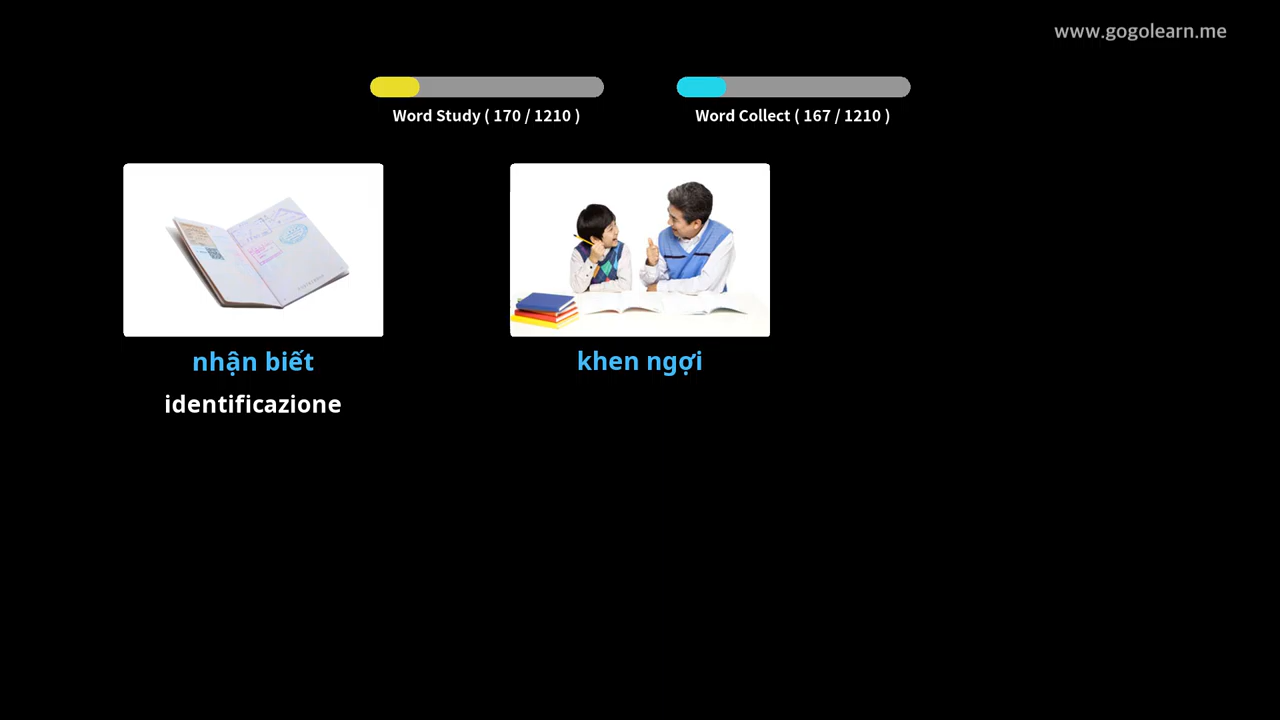 www.gogolearn.me
Word Study ( 170 / 1210 )
Word Collect ( 167 / 1210 )
nhận biết
identificazione
khen ngợi